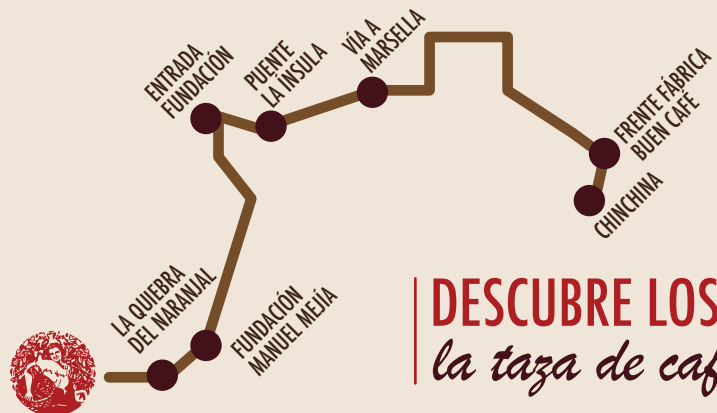 ENTRADA
FUNDACIÓN
PUENTE
LA ÍNSULA
VÍA A
MARSELLA
FRENTE FÁBRICA
BUEN CAFÉ
CHINCHINA
LA QUIEBRA
DEL NARANJAL
FUNDACIÓN
MANUEL MEJÍA
DESCUBRE LOS
la taza de caf